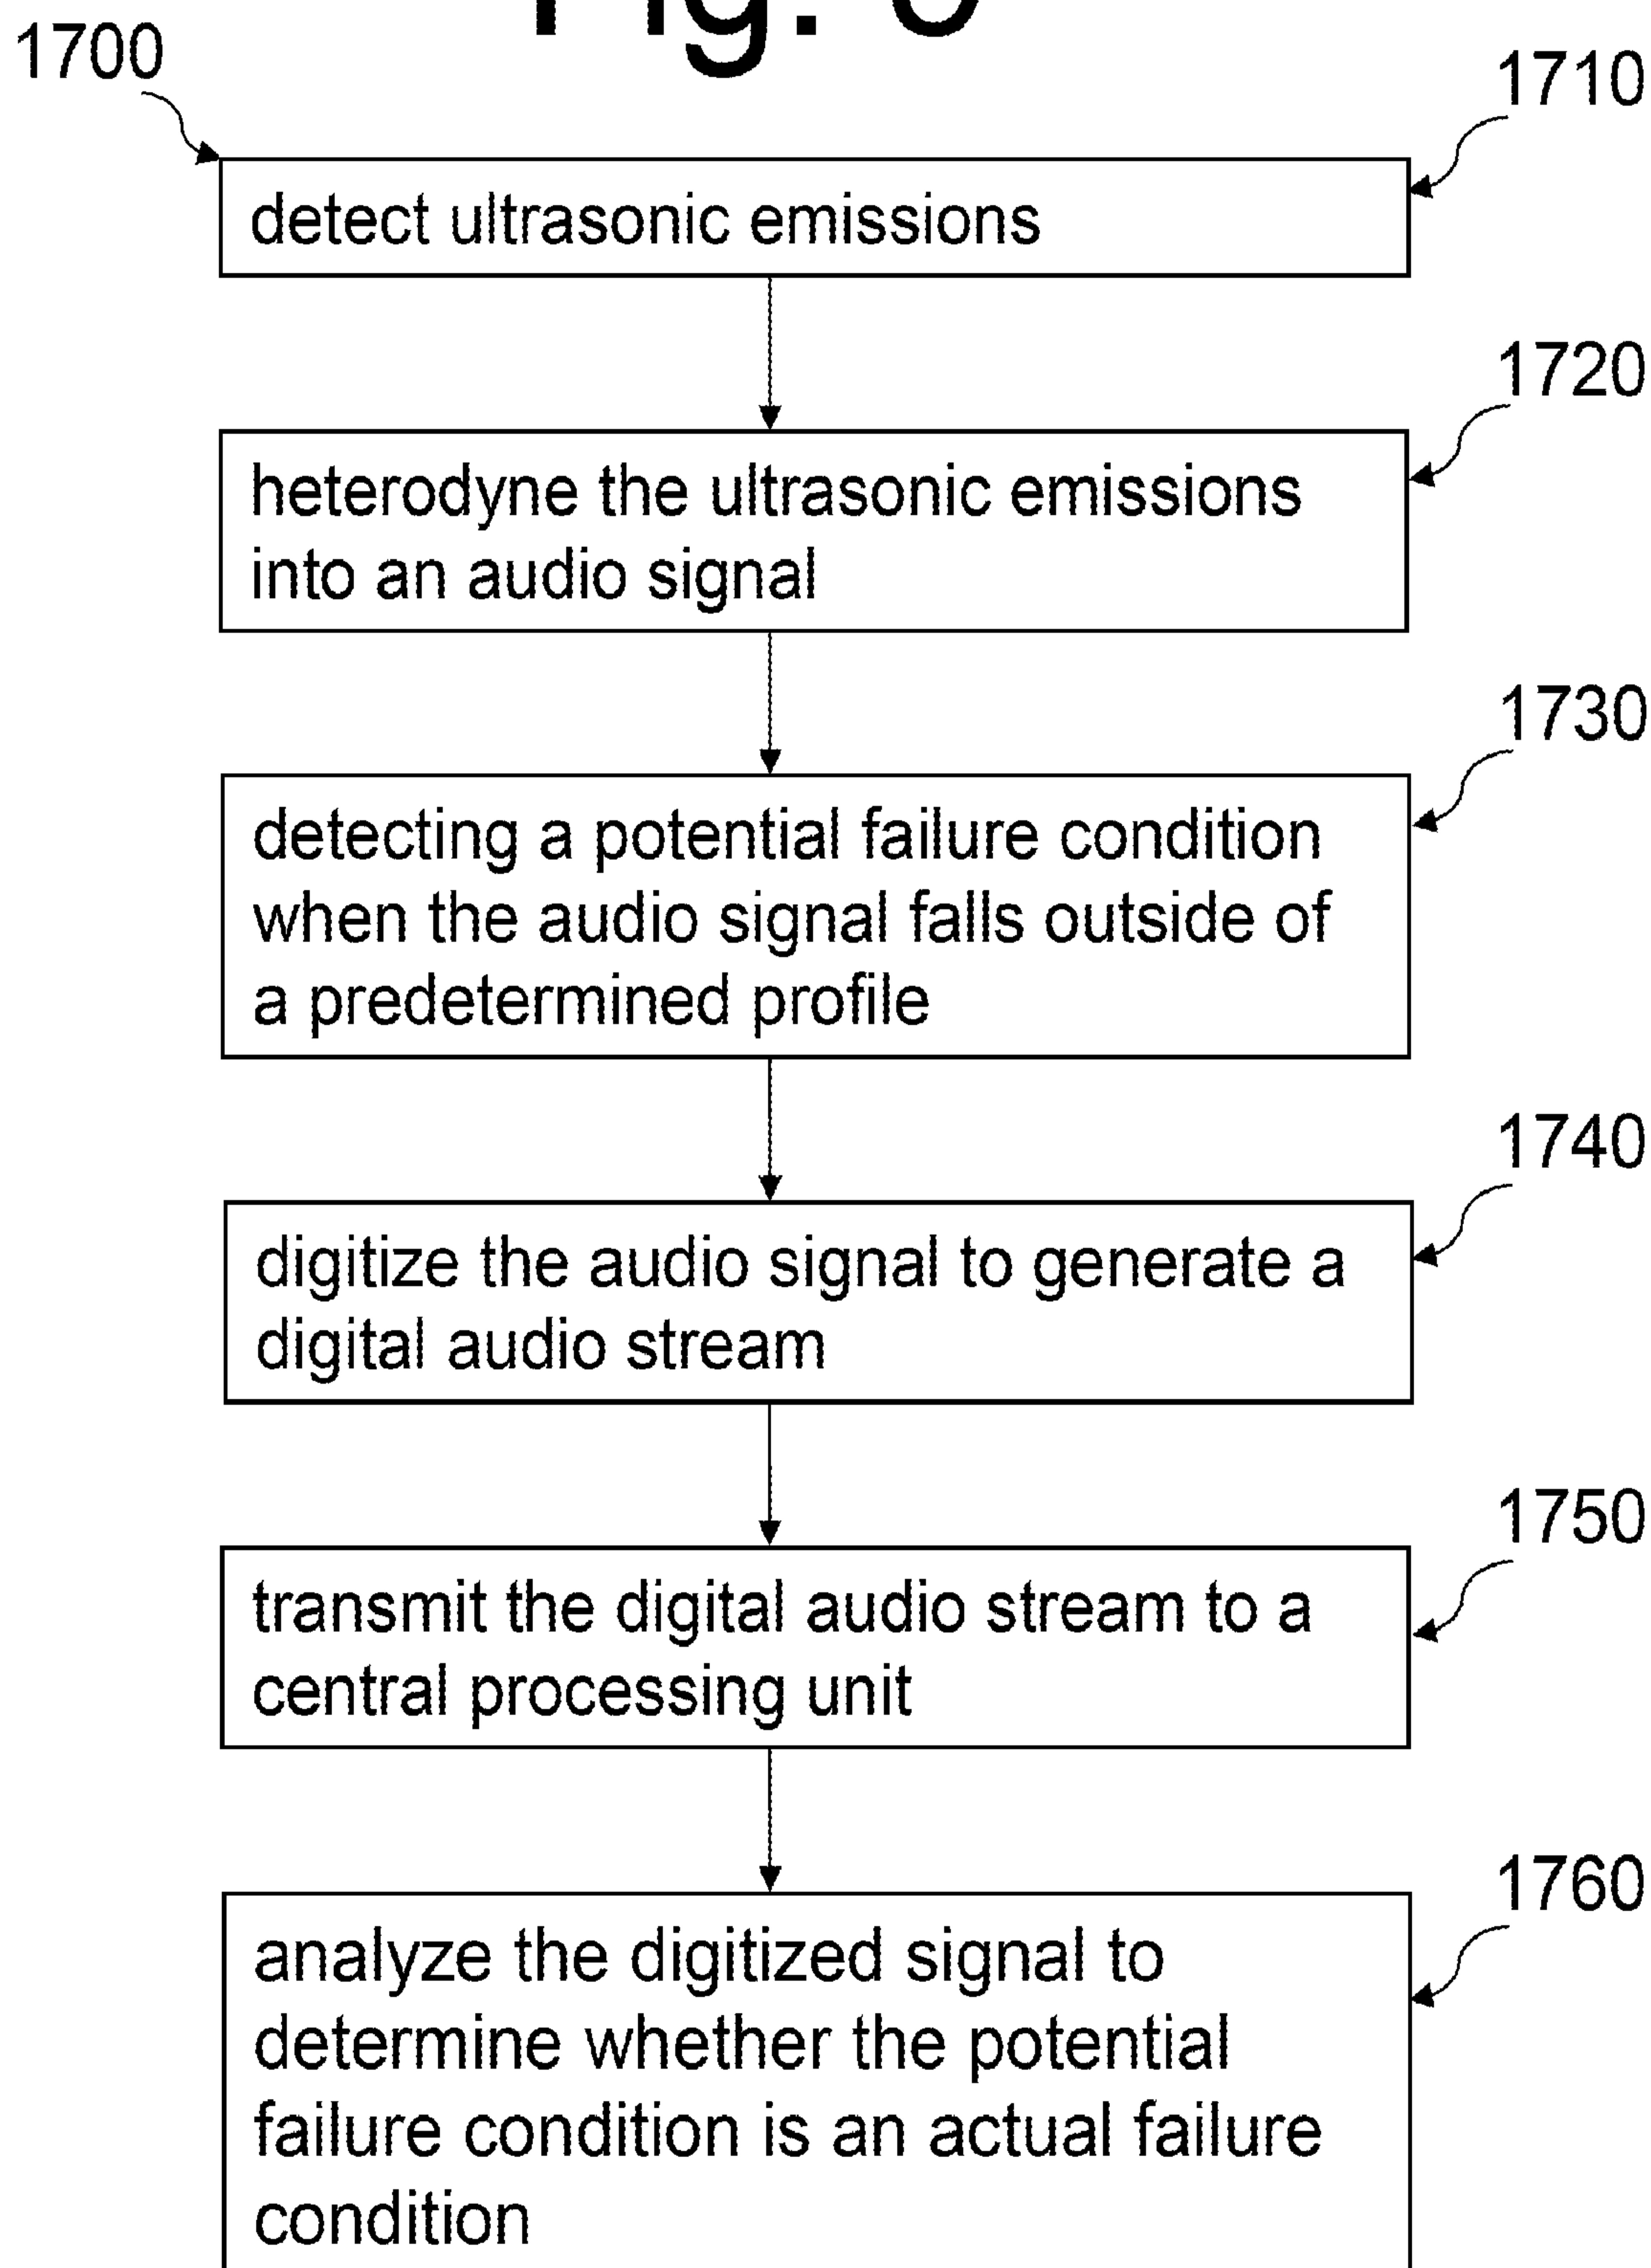 Fig.
1700
1710
detect ultrasonic emissions
1720
heterodyne the ultrasonic emissions
into an audio signal
1730
detecting a potential failure condition
when the audio signal falls outside of
a predetermined profile
1740
digitize the audio signal to generate a
digital audio stream
1750
transmit the digital audio stream to a
central processing unit
1760
analyze the digitized signal to
determine whether the potential
failure condition is an actual failure
condition